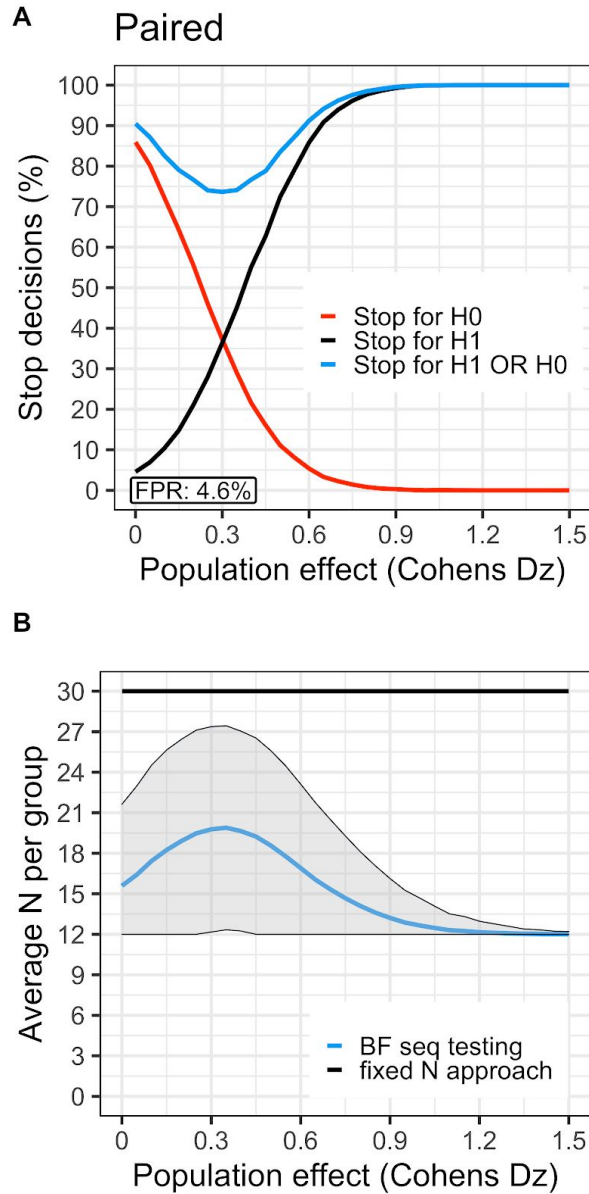 A
Paired
100
90
80
70
60
50
40
30
20
10
0
Stop decisions (%)
Stop for H0
Stop for H1
Stop for H1 OR H0
FPR: 4.6%
0 0.3 0.6 0.9 1.2 1.5
Population effect (Cohens Dz)
B
30
27
24
21
18
15
12
9
6
3
0
Average N per group
BF seq testing
fixed N approach
0 0.3 0.6 0.9 1.2 1.5
Population effect (Cohens Dz)